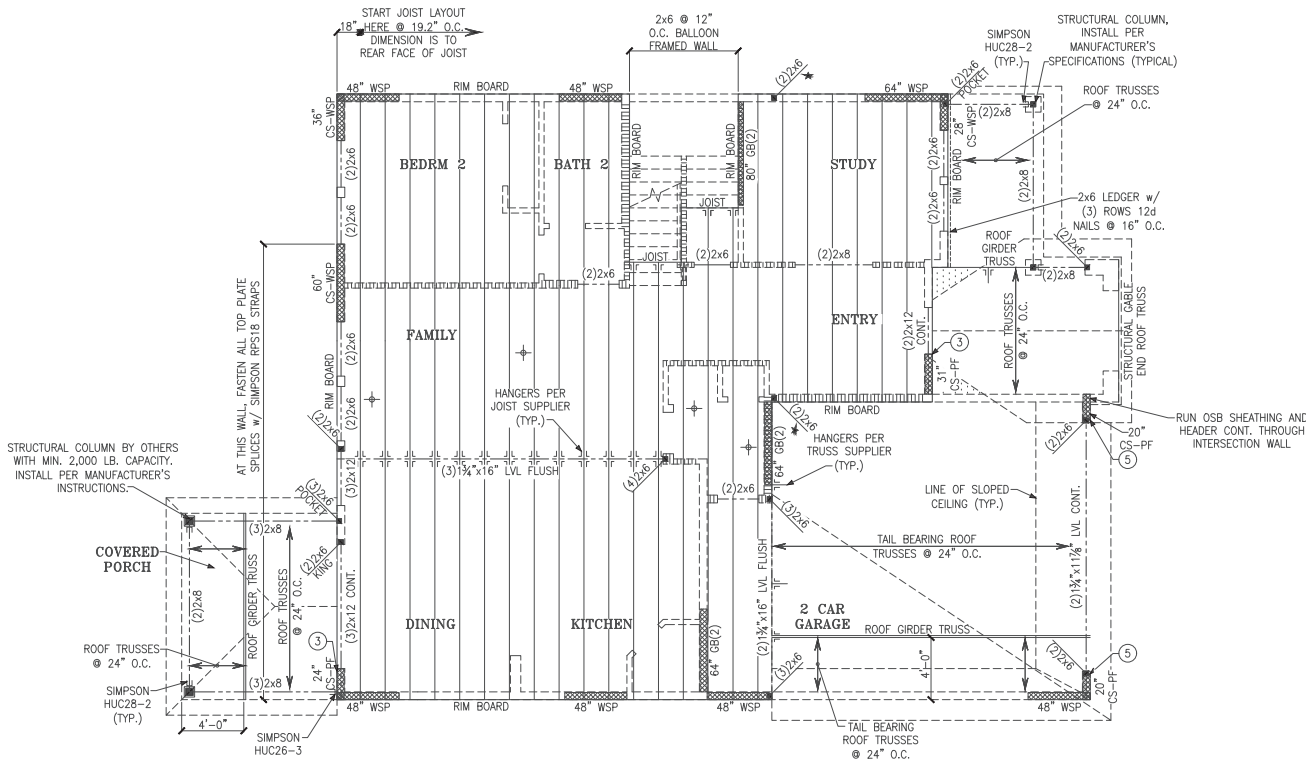 START JOIST LAYOUT
18" HERE @ 19.2" O.C.
DIMENSION IS TO
REAR FACE OF JOIST
2x6 @ 12"
O.C. BALLOON
FRAMED WALL
SIMPSON
HUC28-2
(TYP.)
STRUCTURAL COLUMN,
INSTALL PER
MANUFACTURER'S
SPECIFICATIONS (TYPICAL)
ROOF TRUSSES
@ 24" O.C.
48" WSP
RIM BOARD
48" WSP
(2)2x6
64" WSP
(2)2x6
POCKET
(2)2x8
36"
CS-WSP
BEDRM 2
BATH 2
RIM BOARD
RIM BOARD
80" GB(2)
STUDY
28"
CS-WSP
(2)2x6
(2)2x6
RIM BOARD
(2)2x8
(2)2x6
(2)2x6
JOIST
2x6 LEDGER w/
(3) ROWS 12d
NAILS @ 16" O.C.
ROOF
GIRDER
TRUSS
(2)2x6
(2)2x8
JOIST
(2)2x6
(2)2x6
(2)2x8
60"
CS-WSP
AT THIS WALL, FASTEN ALL TOP PLATE
SPLICES w/ SIMPSON RPS18 STRAPS
FAMILY
ENTRY
(2)2x12
CONT.
ROOF TRUSSES
@ 24" O.C.
STRUCTURAL GABLE
END ROOF TRUSS
3
31"
CS-PF
(2)2x6
RIM BOARD
(2)2x6
(2)2x6
HANGERS PER
JOIST SUPPLIER
(TYP.)
RIM BOARD
(2)2x6
64" GB(2)
HANGERS PER
TRUSS SUPPLIER
(TYP.)
(2)2x6
20"
CS-PF
5
RUN OSB SHEATHING AND
HEADER CONT. THROUGH
INTERSECTION WALL
STRUCTURAL COLUMN BY OTHERS
WITH MIN. 2,000 LB. CAPACITY.
INSTALL PER MANUFACTURER'S
INSTRUCTIONS.
(3)1¾"x16" LVL FLUSH
(4)2x6
(2)2x6
(3)2x6
LINE OF SLOPED
CEILING (TYP.)
(3)2x12
(3)2x6
POCKET
(3)2x8
(2)2x6
KING
COVERED
PORCH
(2)2x8
ROOF GIRDER TRUSS
ROOF TRUSSES
@ 24" O.C.
(3)2x12 CONT.
TAIL BEARING ROOF
TRUSSES @ 24" O.C.
(2)1¾"x16" LVL FLUSH
(2)1¾"x11⅞" LVL CONT.
DINING
KITCHEN
64" GB(2)
2 CAR
GARAGE
ROOF GIRDER TRUSS
4'-0"
(2)2x6
5
20"
CS-PF
ROOF TRUSSES
@ 24" O.C.
3
24"
CS-PF
(3)2x8
(3)2x6
SIMPSON
HUC28-2
(TYP.)
4'-0"
SIMPSON
HUC26-3
48" WSP
RIM BOARD
48" WSP
48" WSP
48" WSP
TAIL BEARING
ROOF TRUSSES
@ 24" O.C.